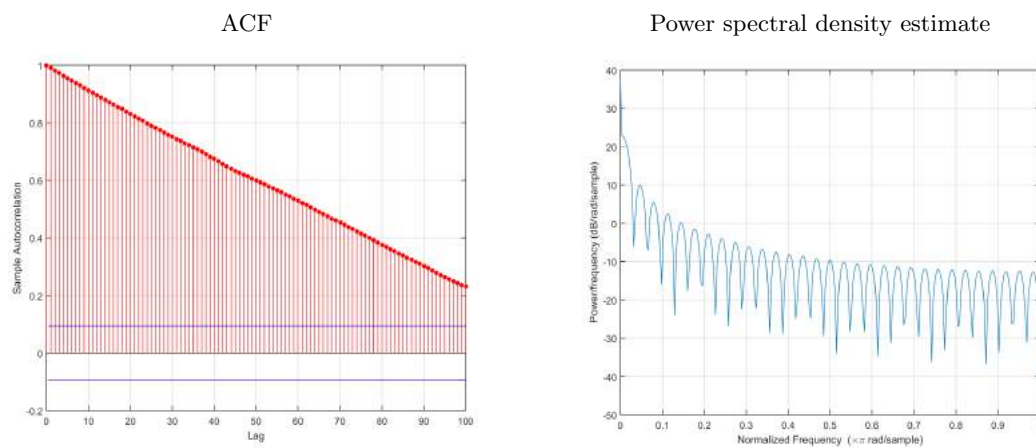 ACF
Power spectral density estimate
Sample Autocorrelation
1
0.8
0.6
0.4
0.2
0
-0.2
0 10 20 30 40 50 60 70 80 90 100
Lag
Power/frequency (dB/rad/sample)
40
30
20
10
0
-10
-20
-30
-40
-50
0 0.1 0.2 0.3 0.4 0.5 0.6 0.7 0.8 0.9
Normalized Frequency (×π rad/sample)